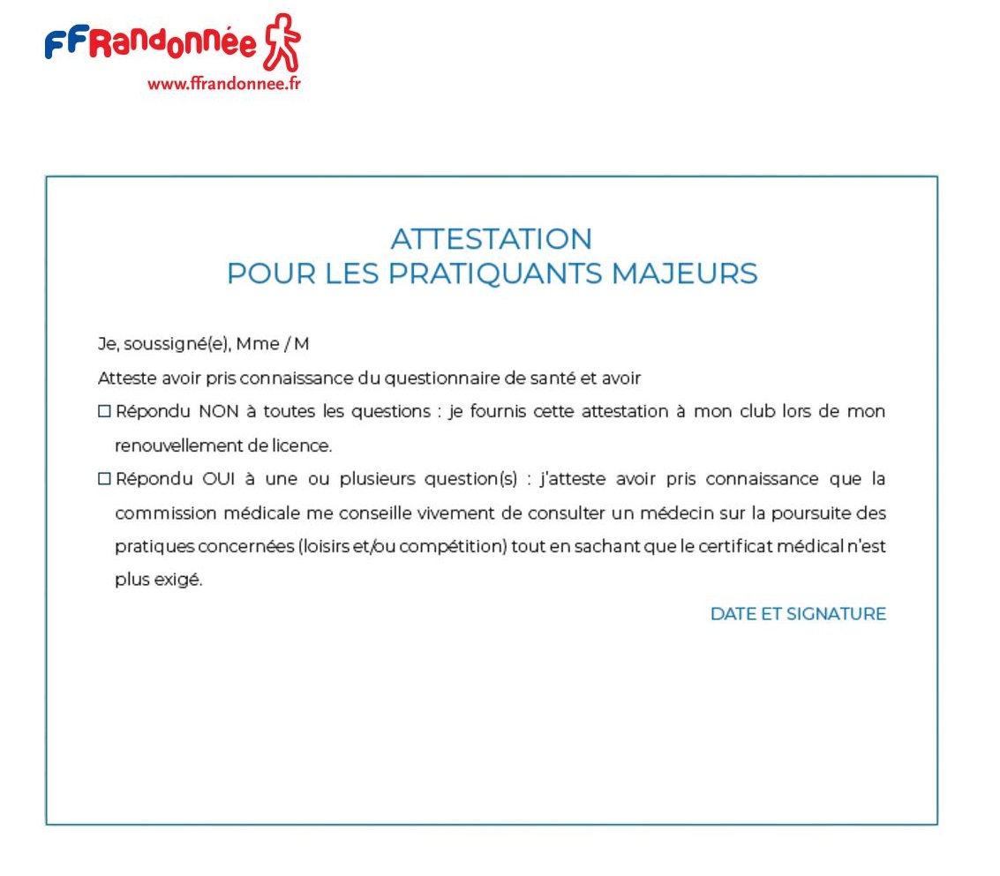 FFRandonnée
www.ffrandonnee.fr
ATTESTATION
POUR LES PRATIQUANTS MAJEURS
Je, soussigné(e), Mme / M
Atteste avoir pris connaissance du questionnaire de santé et avoir
☐ Répondu NON à toutes les questions : je fournis cette attestation à mon club lors de mon
renouvellement de licence.
☐ Répondu OUI à une ou plusieurs question(s) : j'atteste avoir pris connaissance que la
commission médicale me conseille vivement de consulter un médecin sur la poursuite des
pratiques concernées (loisirs et/ou compétition) tout en sachant que le certificat médical n'est
plus exigé.
DATE ET SIGNATURE